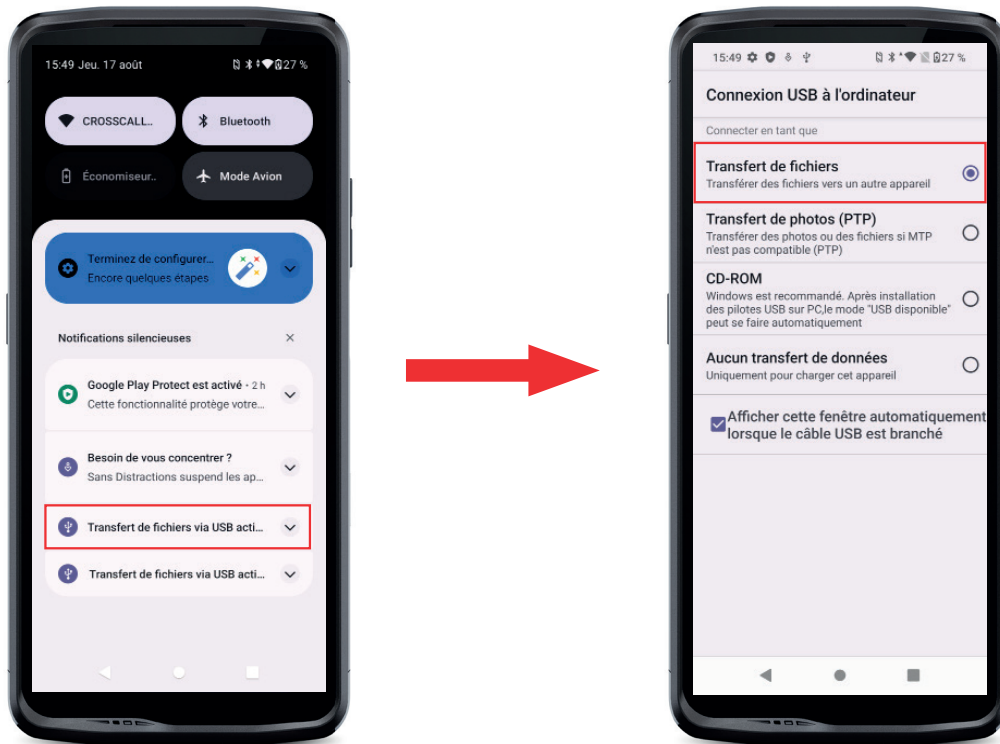 15:49 Jeu. 17 août 27 %
CROSSCALL..
Bluetooth
Économiseur..
Mode Avion
Terminez de configurer...
Encore quelques étapes
Notifications silencieuses
Google Play Protect est activé · 2 h
Cette fonctionnalité protège votre...
Besoin de vous concentrer ?
Sans Distractions suspend les ap...
Transfert de fichiers via USB acti...
Transfert de fichiers via USB acti...
15:49 27 %
Connexion USB à l'ordinateur
Connecter en tant que
Transfert de fichiers
Transférer des fichiers vers un autre appareil
Transfert de photos (PTP)
Transférer des photos ou des fichiers si MTP
n'est pas compatible (PTP)
CD-ROM
Windows est recommandé. Après installation
des pilotes USB sur PC,le mode "USB disponible"
peut se faire automatiquement
Aucun transfert de données
Uniquement pour charger cet appareil
Afficher cette fenêtre automatiquement
lorsque le câble USB est branché